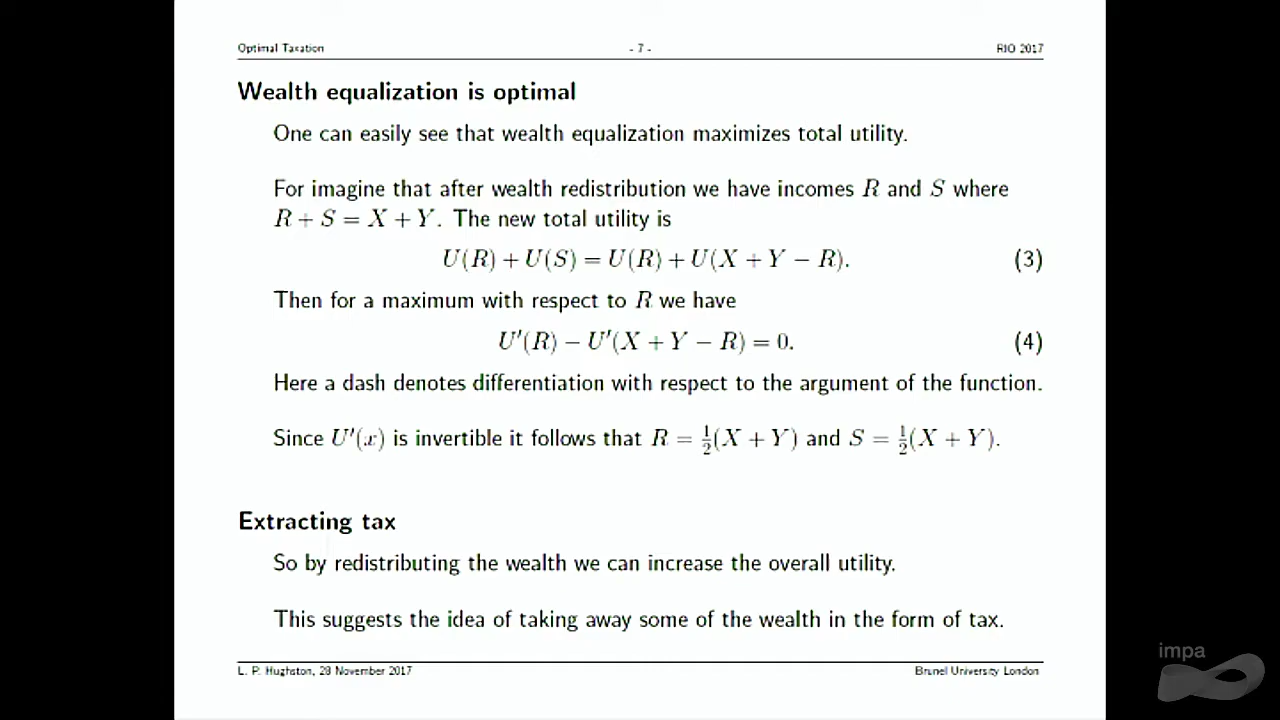 Optimal Taxation - 7 - RIO 2017
Wealth equalization is optimal
One can easily see that wealth equalization maximizes total utility.
For imagine that after wealth redistribution we have incomes R and S where
R + S = X + Y. The new total utility is
U(R) + U(S) = U(R) + U(X + Y − R). (3)
Then for a maximum with respect to R we have
U′(R) − U′(X + Y − R) = 0. (4)
Here a dash denotes differentiation with respect to the argument of the function.
Since U′(x) is invertible it follows that R = ½(X + Y) and S = ½(X + Y).
Extracting tax
So by redistributing the wealth we can increase the overall utility.
This suggests the idea of taking away some of the wealth in the form of tax.
L. P. Hughston, 28 November 2017 Brunel University London
impa